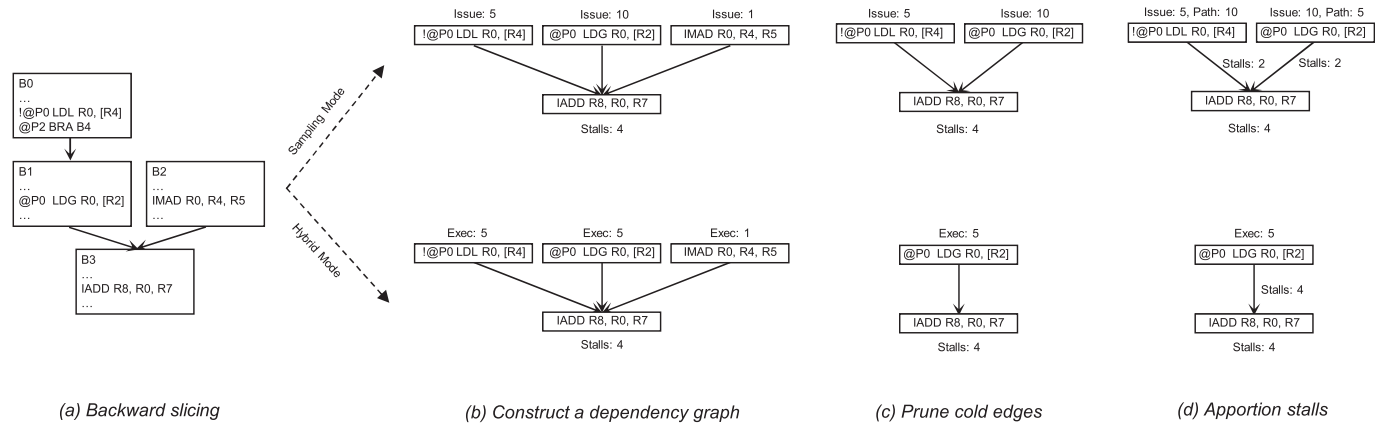 B0
…
!@P0 LDL R0, [R4]
@P2 BRA B4
B1
…
@P0 LDG R0, [R2]
…
B2
…
IMAD R0, R4, R5
…
B3
…
IADD R8, R0, R7
…
(a) Backward slicing
Sampling Mode
Hybrid Mode
Issue: 5
Issue: 10
Issue: 1
!@P0 LDL R0, [R4]
@P0 LDG R0, [R2]
IMAD R0, R4, R5
IADD R8, R0, R7
Stalls: 4
Exec: 5
Exec: 5
Exec: 1
!@P0 LDL R0, [R4]
@P0 LDG R0, [R2]
IMAD R0, R4, R5
IADD R8, R0, R7
Stalls: 4
(b) Construct a dependency graph
Issue: 5
Issue: 10
!@P0 LDL R0, [R4]
@P0 LDG R0, [R2]
IADD R8, R0, R7
Stalls: 4
Exec: 5
@P0 LDG R0, [R2]
IADD R8, R0, R7
Stalls: 4
(c) Prune cold edges
Issue: 5, Path: 10
Issue: 10, Path: 5
!@P0 LDL R0, [R4]
@P0 LDG R0, [R2]
Stalls: 2
Stalls: 2
IADD R8, R0, R7
Stalls: 4
Exec: 5
@P0 LDG R0, [R2]
Stalls: 4
IADD R8, R0, R7
Stalls: 4
(d) Apportion stalls